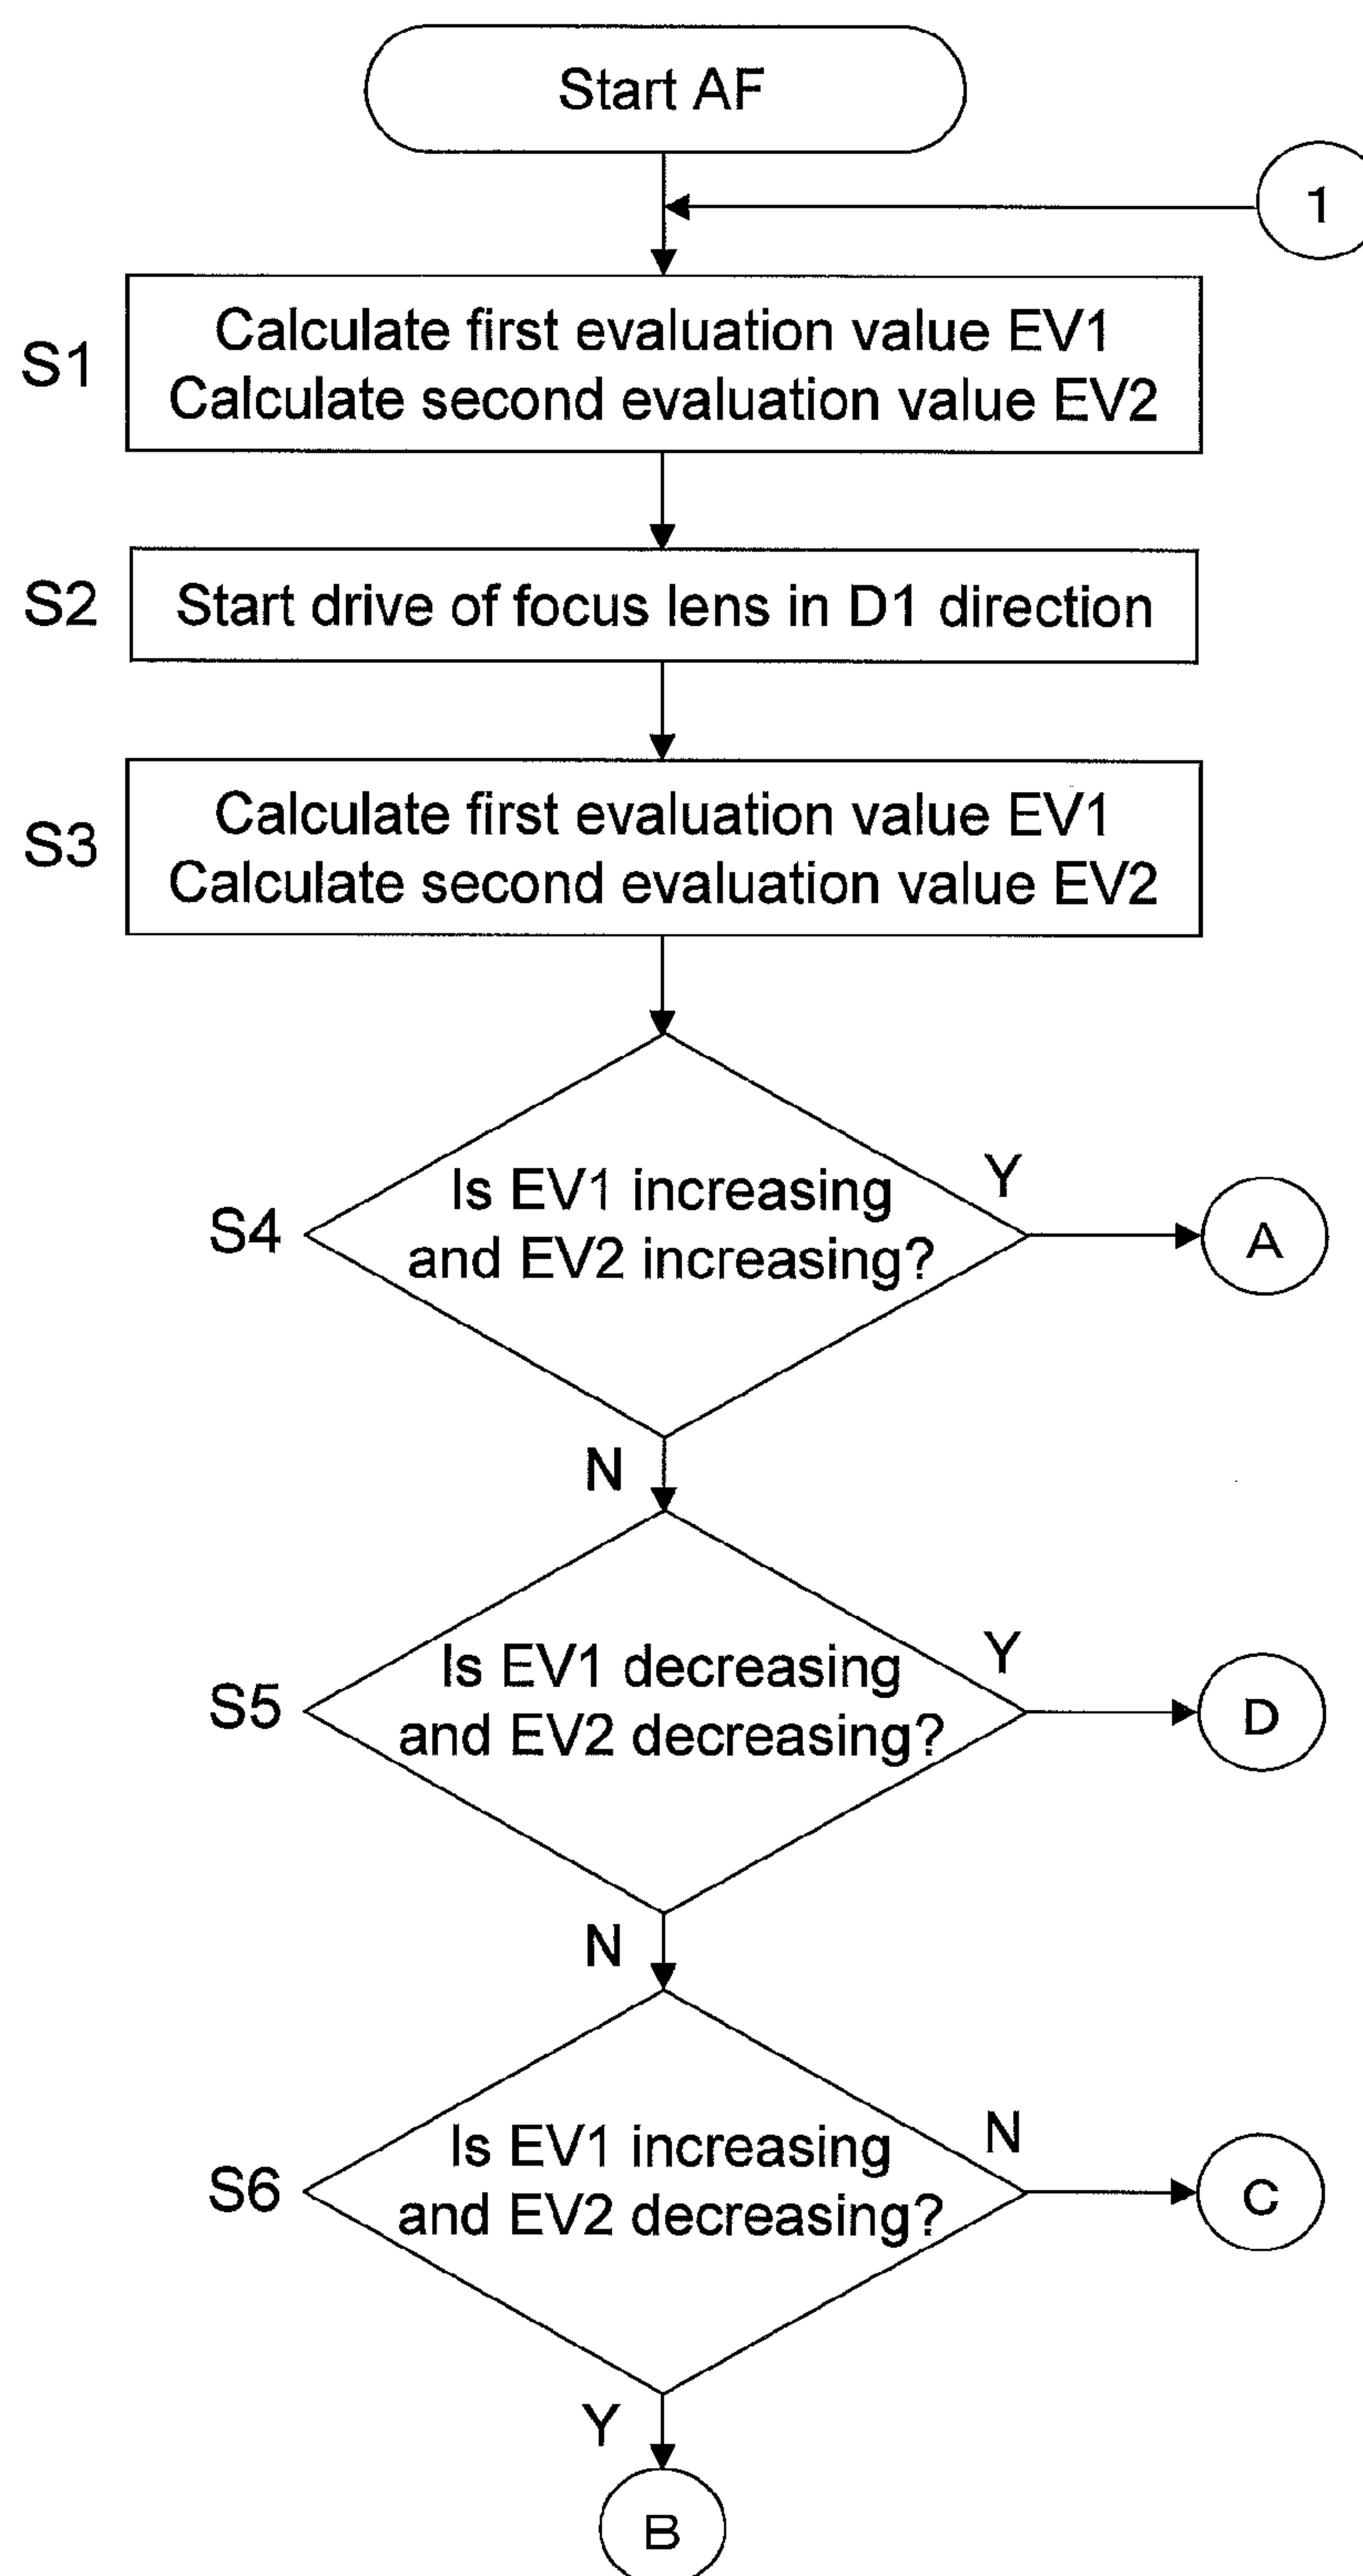 Start AF
1
S1
Calculate first evaluation value EV1
Calculate second evaluation value EV2
S2
Start drive of focus lens in D1 direction
S3
Calculate first evaluation value EV1
Calculate second evaluation value EV2
S4
Is EV1 increasing
and EV2 increasing?
Y
A
N
S5
Is EV1 decreasing
and EV2 decreasing?
Y
D
N
S6
Is EV1 increasing
and EV2 decreasing?
N
C
Y
B